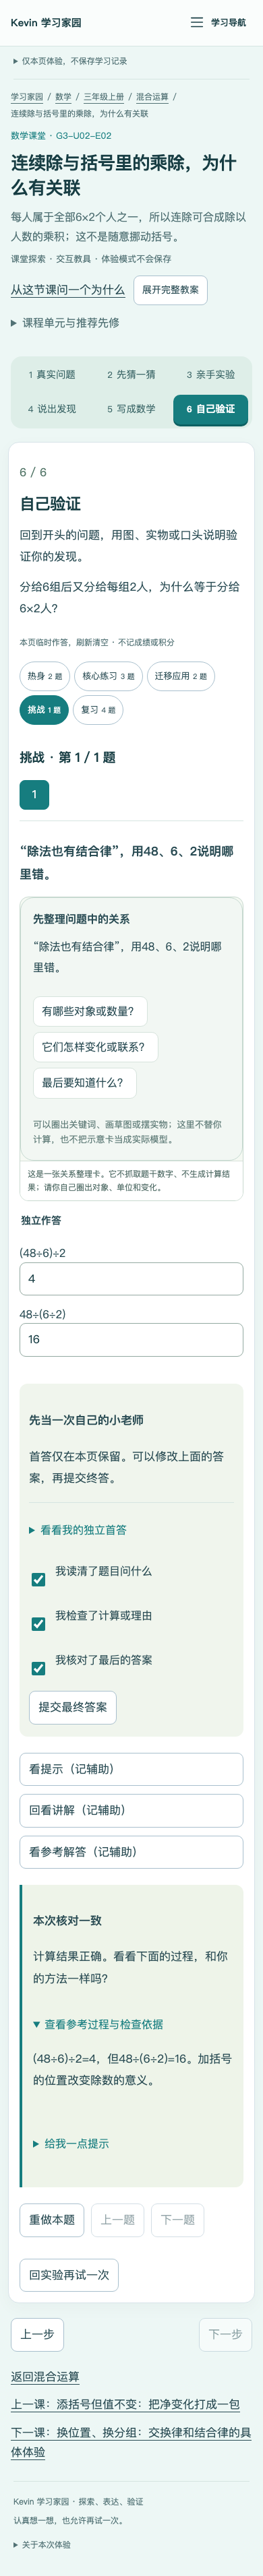 Kevin 学习家园
学习导航
▶ 仅本页体验，不保存学习记录
学习家园 / 数学 / 三年级上册 / 混合运算 /
连续除与括号里的乘除，为什么有关联
数学课堂 · G3-U02-E02
连续除与括号里的乘除，为什
么有关联
每人属于全部6×2个人之一，所以连除可合成除以
人数的乘积；这不是随意挪动括号。
课堂探索 · 交互教具 · 体验模式不会保存
从这节课问一个为什么
展开完整教案
▶ 课程单元与推荐先修
1 真实问题
2 先猜一猜
3 亲手实验
4 说出发现
5 写成数学
6 自己验证
6 / 6
自己验证
回到开头的问题，用图、实物或口头说明验
证你的发现。
分给6组后又分给每组2人，为什么等于分给
6×2人？
本页临时作答，刷新清空 · 不记成绩或积分
热身 2 题
核心练习 3 题
迁移应用 2 题
挑战 1 题
复习 4 题
挑战 · 第 1 / 1 题
1
“除法也有结合律”，用48、6、2说明哪
里错。
先整理问题中的关系
“除法也有结合律”，用48、6、2说明哪
里错。
有哪些对象或数量？
它们怎样变化或联系？
最后要知道什么？
可以圈出关键词、画草图或摆实物；这里不替你
计算，也不把示意卡当成实际模型。
这是一张关系整理卡。它不抓取题干数字、不生成计算结
果；请你自己圈出对象、单位和变化。
独立作答
(48÷6)÷2
4
48÷(6÷2)
16
先当一次自己的小老师
首答仅在本页保留。可以修改上面的答
案，再提交终答。
▶ 看看我的独立首答
我读清了题目问什么
我检查了计算或理由
我核对了最后的答案
提交最终答案
看提示（记辅助）
回看讲解（记辅助）
看参考解答（记辅助）
本次核对一致
计算结果正确。看看下面的过程，和你
的方法一样吗？
▼ 查看参考过程与检查依据
(48÷6)÷2=4，但48÷(6÷2)=16。加括号
的位置改变除数的意义。
▶ 给我一点提示
重做本题
上一题
下一题
回实验再试一次
上一步
下一步
返回混合运算
上一课：添括号但值不变：把净变化打成一包
下一课：换位置、换分组：交换律和结合律的具
体体验
Kevin 学习家园 · 探索、表达、验证
认真想一想，也允许再试一次。
▶ 关于本次体验